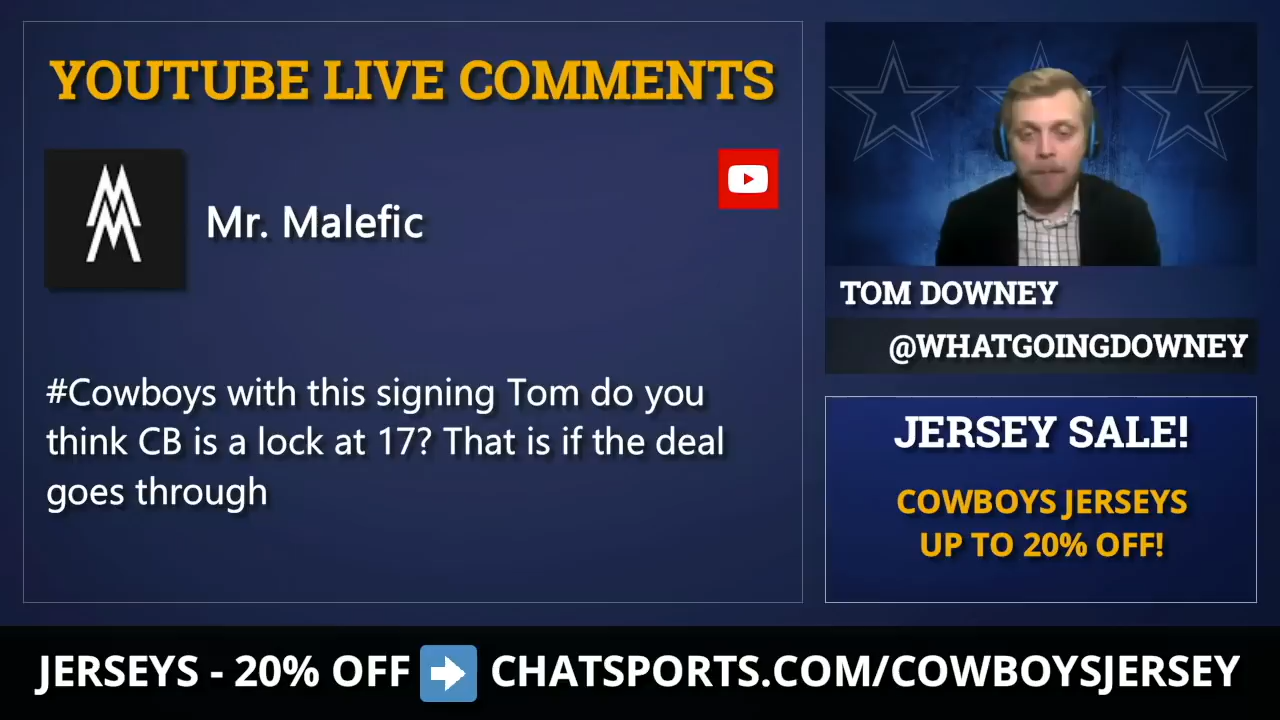 YOUTUBE LIVE COMMENTS
Mr. Malefic
#Cowboys with this signing Tom do you
think CB is a lock at 17? That is if the deal
goes through
TOM DOWNEY
@WHATGOINGDOWNEY
JERSEY SALE!
COWBOYS JERSEYS
UP TO 20% OFF!
JERSEYS - 20% OFF ➡ CHATSPORTS.COM/COWBOYSJERSEY